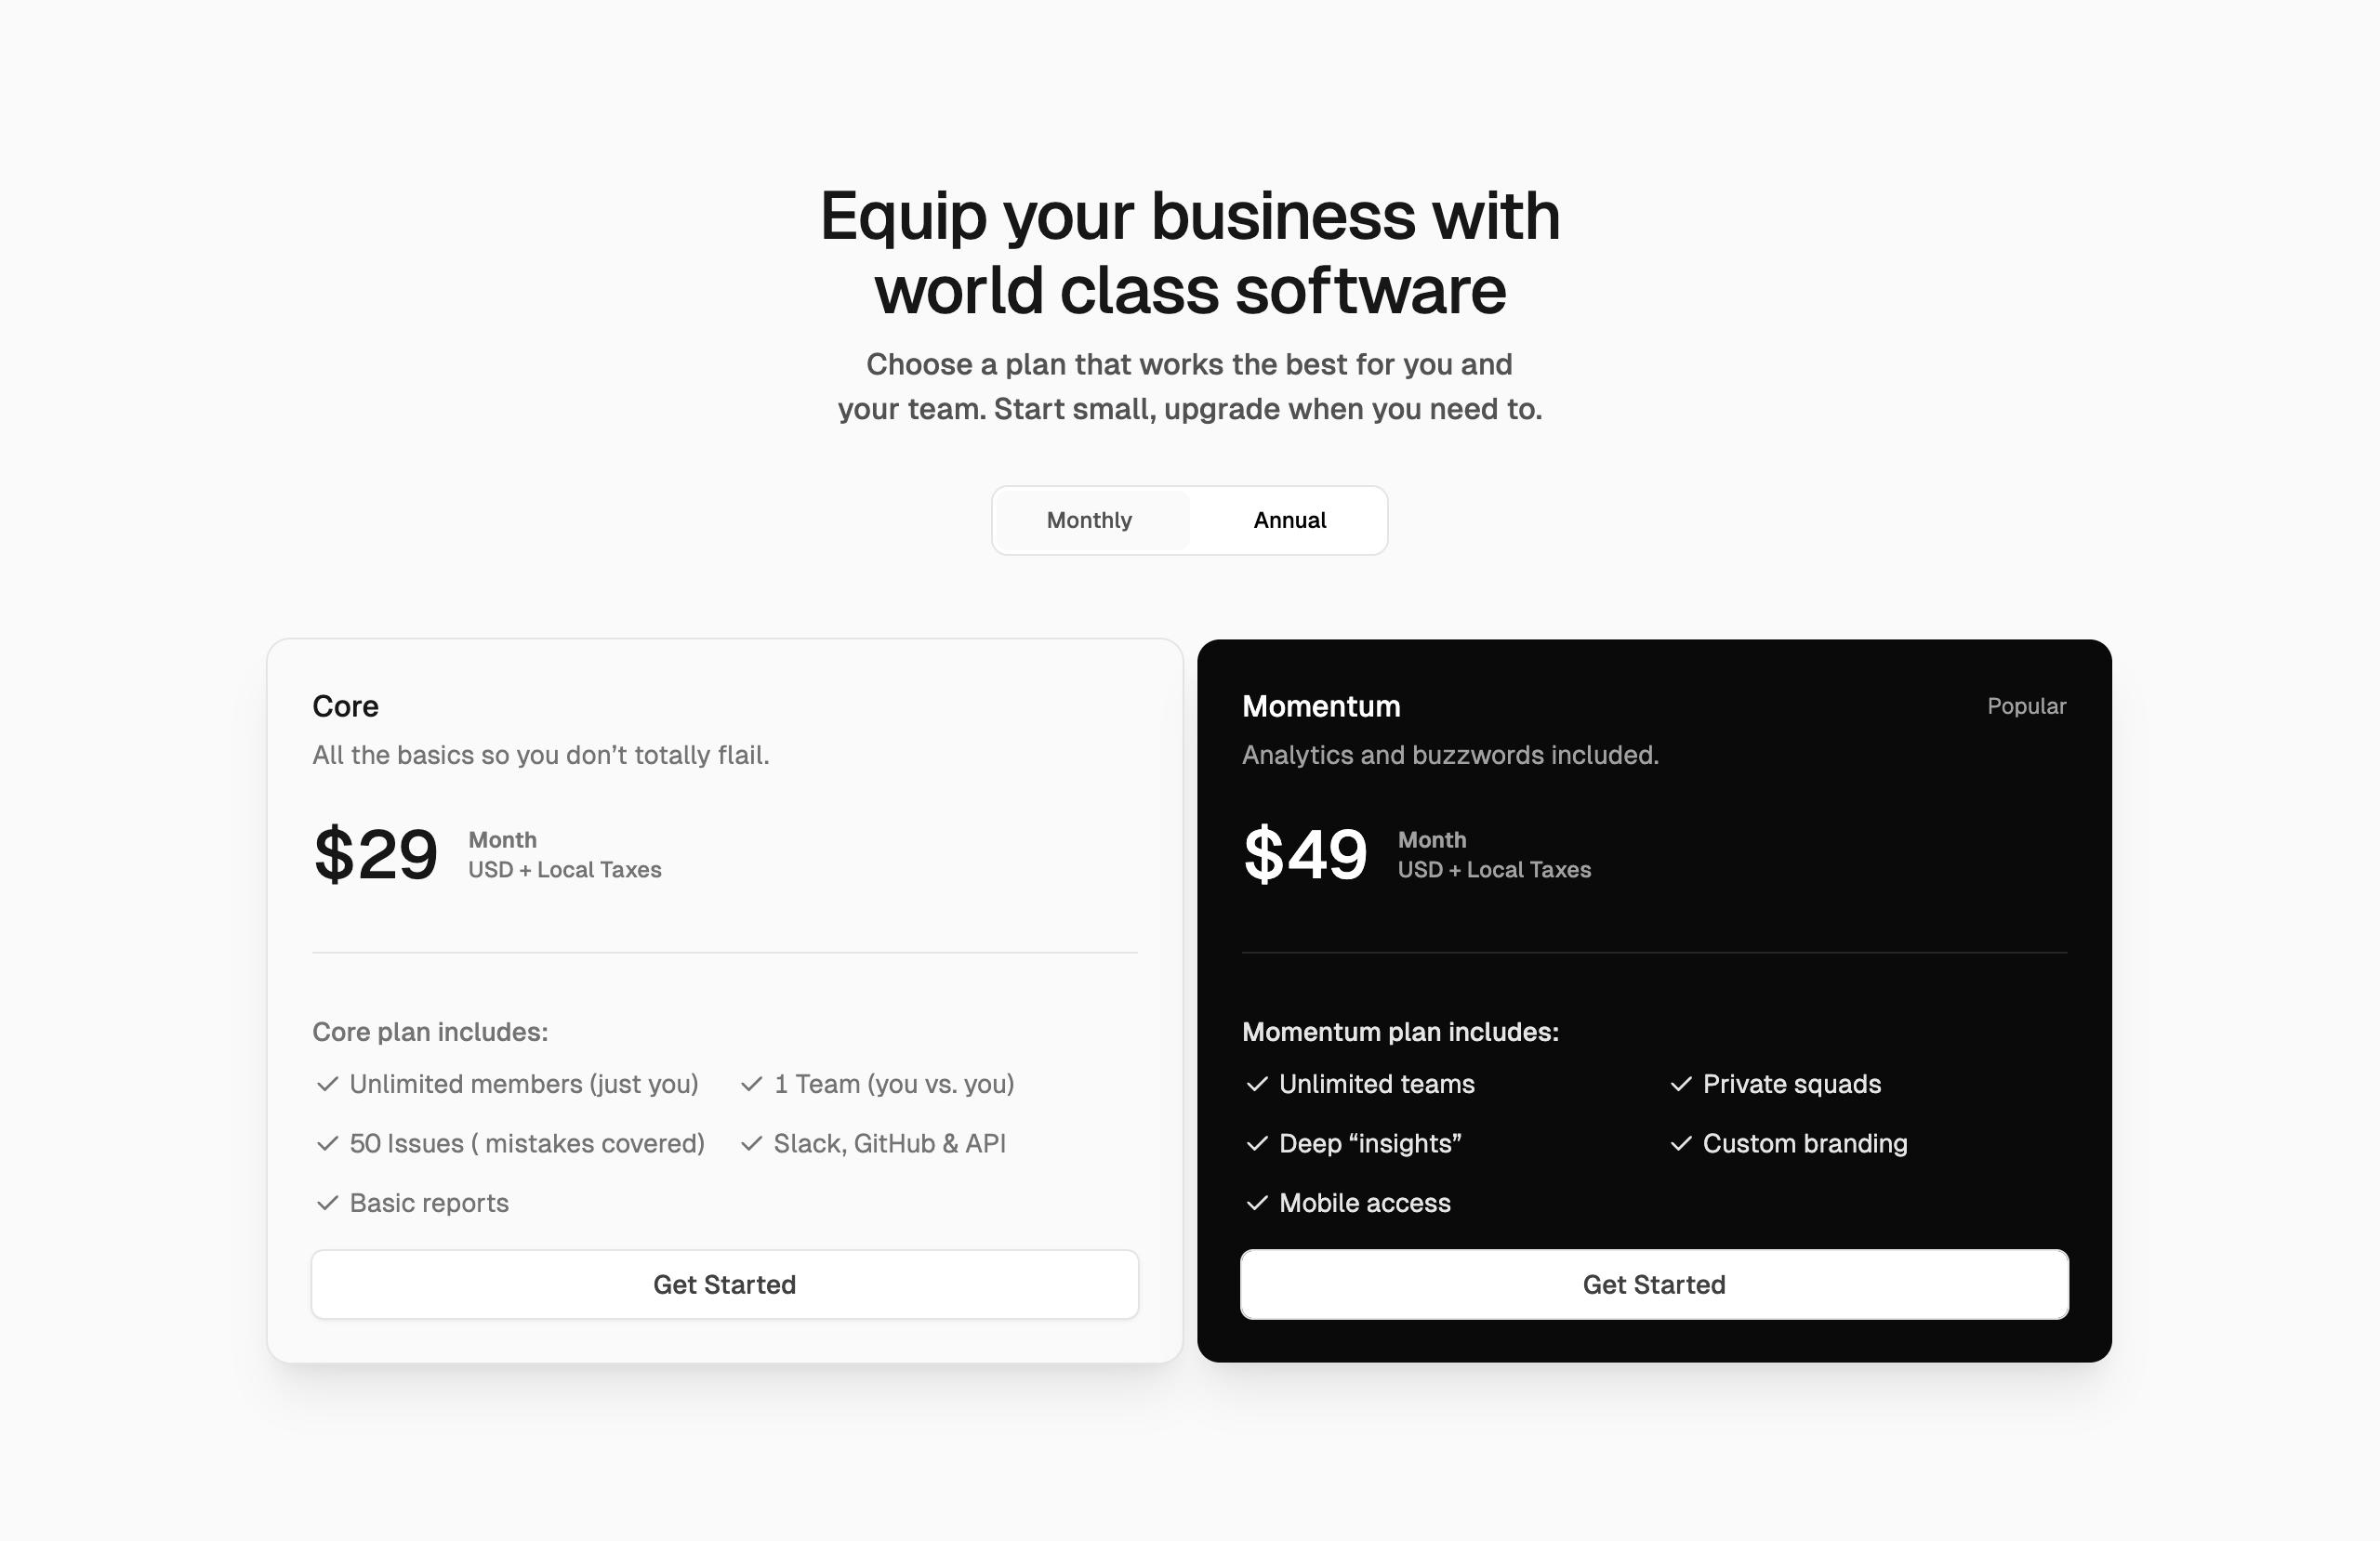 Equip your business with
world class software
Choose a plan that works the best for you and
your team. Start small, upgrade when you need to.
Monthly
Annual
Core
All the basics so you don’t totally flail.
$29
Month
USD + Local Taxes
Core plan includes:
Unlimited members (just you)
1 Team (you vs. you)
50 Issues ( mistakes covered)
Slack, GitHub & API
Basic reports
Get Started
Momentum
Popular
Analytics and buzzwords included.
$49
Month
USD + Local Taxes
Momentum plan includes:
Unlimited teams
Private squads
Deep “insights”
Custom branding
Mobile access
Get Started